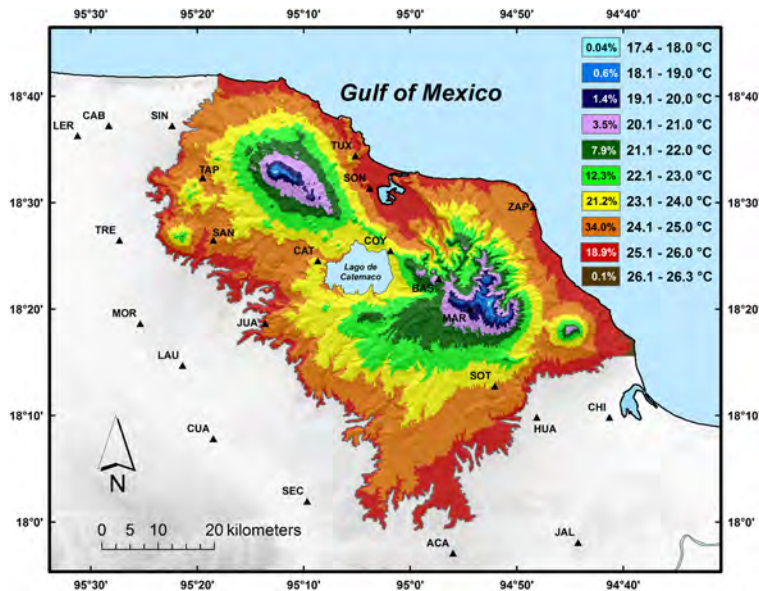 95°30' 95°20' 95°10' 95°0' 94°50' 94°40'
18°40' 18°40'
18°30' 18°30'
18°20' 18°20'
18°10' 18°10'
18°0' 18°0'
Gulf of Mexico
0.04% 17.4 - 18.0 °C
0.6% 18.1 - 19.0 °C
1.4% 19.1 - 20.0 °C
3.5% 20.1 - 21.0 °C
7.9% 21.1 - 22.0 °C
12.3% 22.1 - 23.0 °C
21.2% 23.1 - 24.0 °C
34.0% 24.1 - 25.0 °C
18.9% 25.1 - 26.0 °C
0.1% 26.1 - 26.3 °C
LER CAB SIN
TUX
TAP SON
ZAP
TRE SAN CAT COY
Lago de
Catemaco
BAS
MOR JUA MAR
LAU SOT
CUA HUA CHI
SEC
ACA JAL
N
0 5 10 20 kilometers
95°30' 95°20' 95°10' 95°0' 94°50' 94°40'